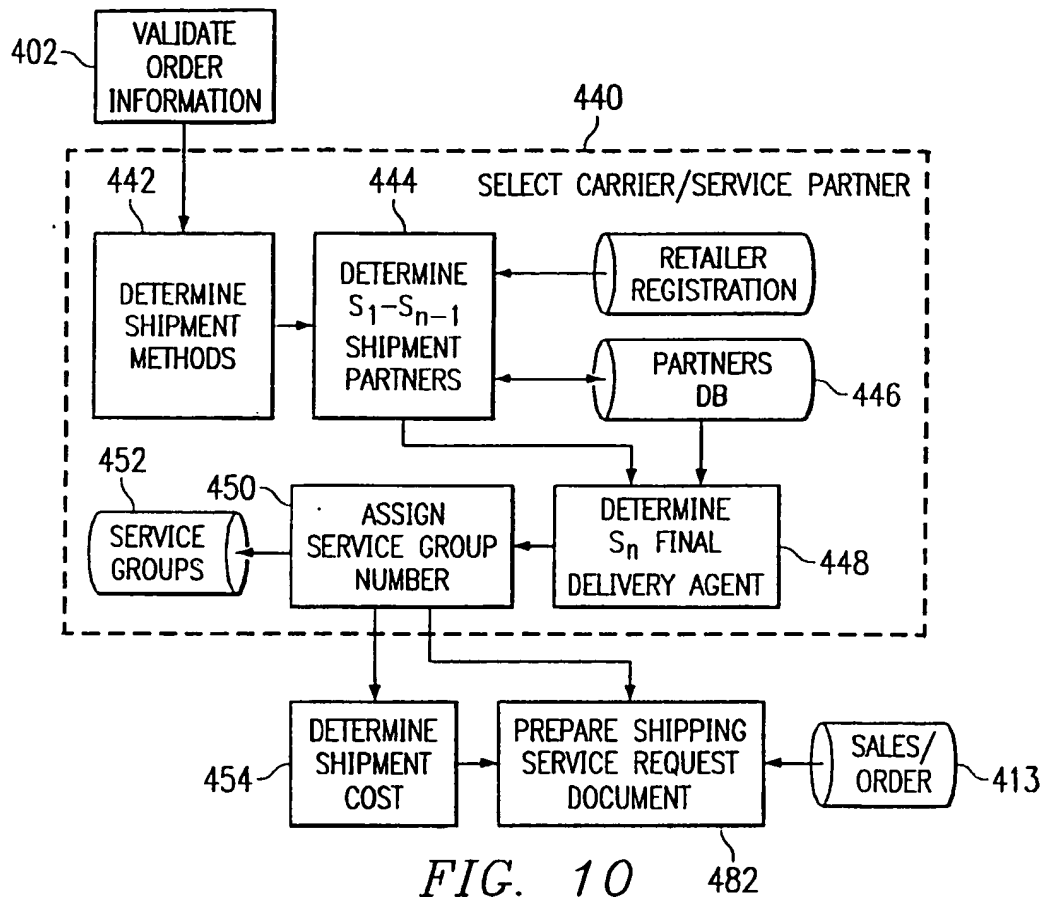 402
VALIDATE
ORDER
INFORMATION
440
SELECT CARRIER/SERVICE PARTNER
442
DETERMINE
SHIPMENT
METHODS
444
DETERMINE
S₁–Sₙ₋₁
SHIPMENT
PARTNERS
RETAILER
REGISTRATION
PARTNERS
DB
446
452
SERVICE
GROUPS
450
ASSIGN
SERVICE GROUP
NUMBER
DETERMINE
Sₙ FINAL
DELIVERY AGENT
448
454
DETERMINE
SHIPMENT
COST
PREPARE SHIPPING
SERVICE REQUEST
DOCUMENT
482
SALES/
ORDER
413
FIG. 10